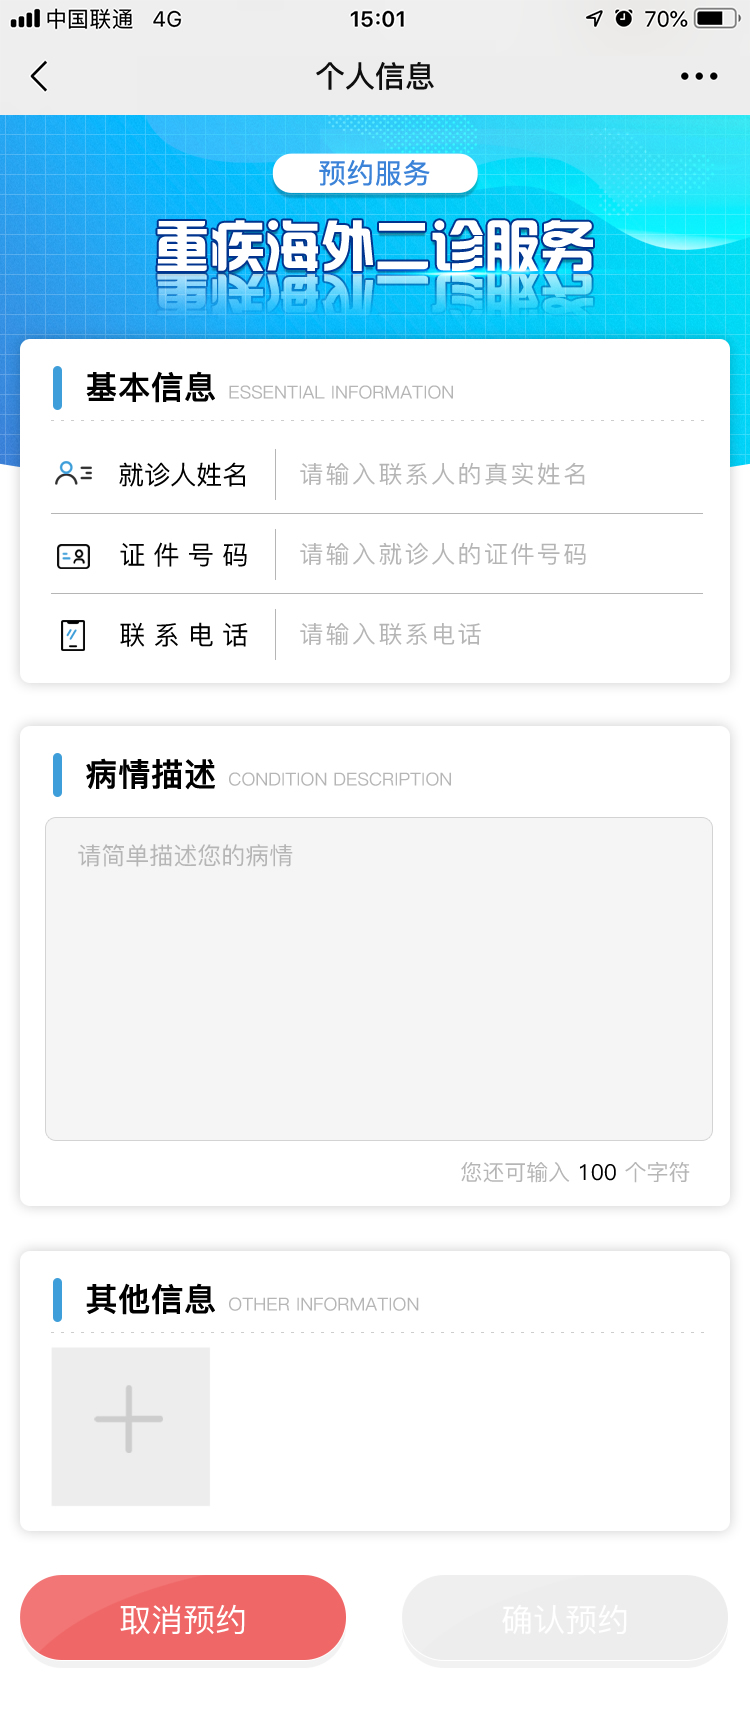 中国联通 4G 15:01 70%
个人信息
预约服务
重疾海外二诊服务
基本信息 ESSENTIAL INFORMATION
就诊人姓名 请输入联系人的真实姓名
证件号码 请输入就诊人的证件号码
联系电话 请输入联系电话
病情描述 CONDITION DESCRIPTION
请简单描述您的病情
您还可输入 100 个字符
其他信息 OTHER INFORMATION
取消预约 确认预约